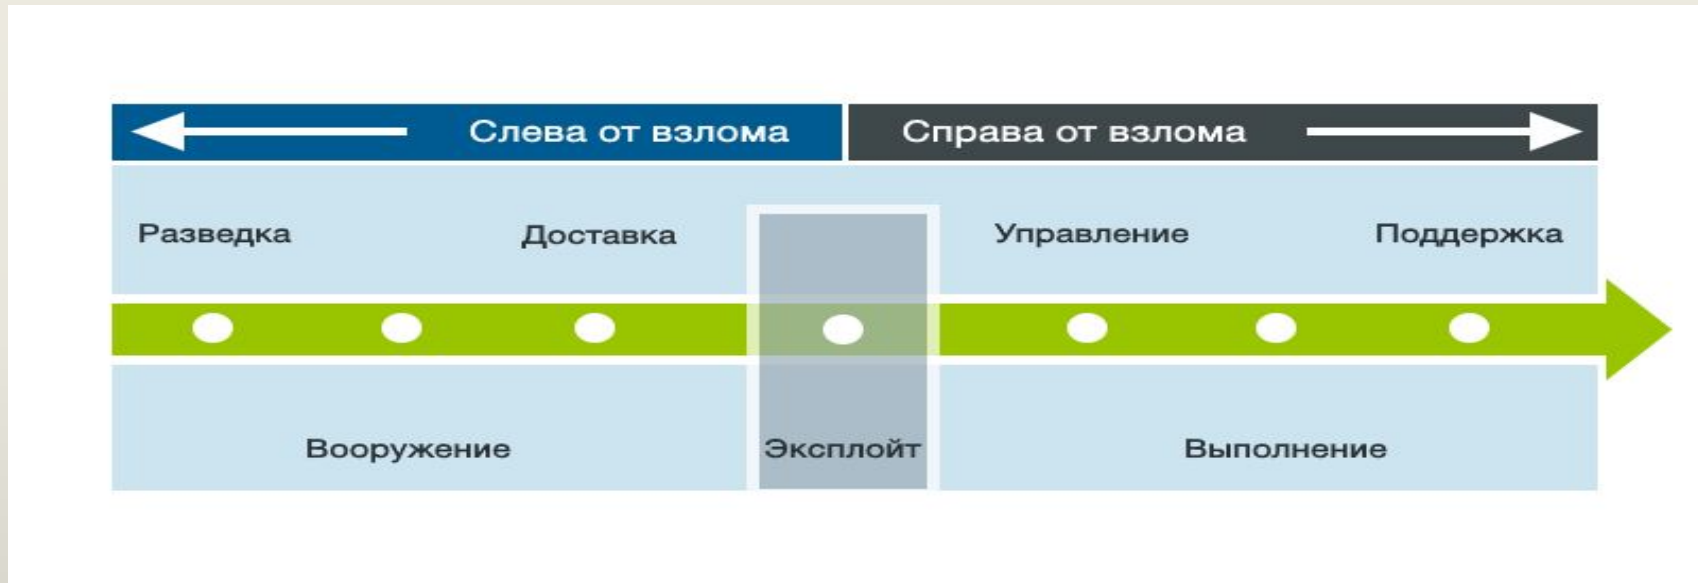 Слева от взлома
Справа от взлома
Разведка
Доставка
Управление
Поддержка
Вооружение
Эксплойт
Выполнение